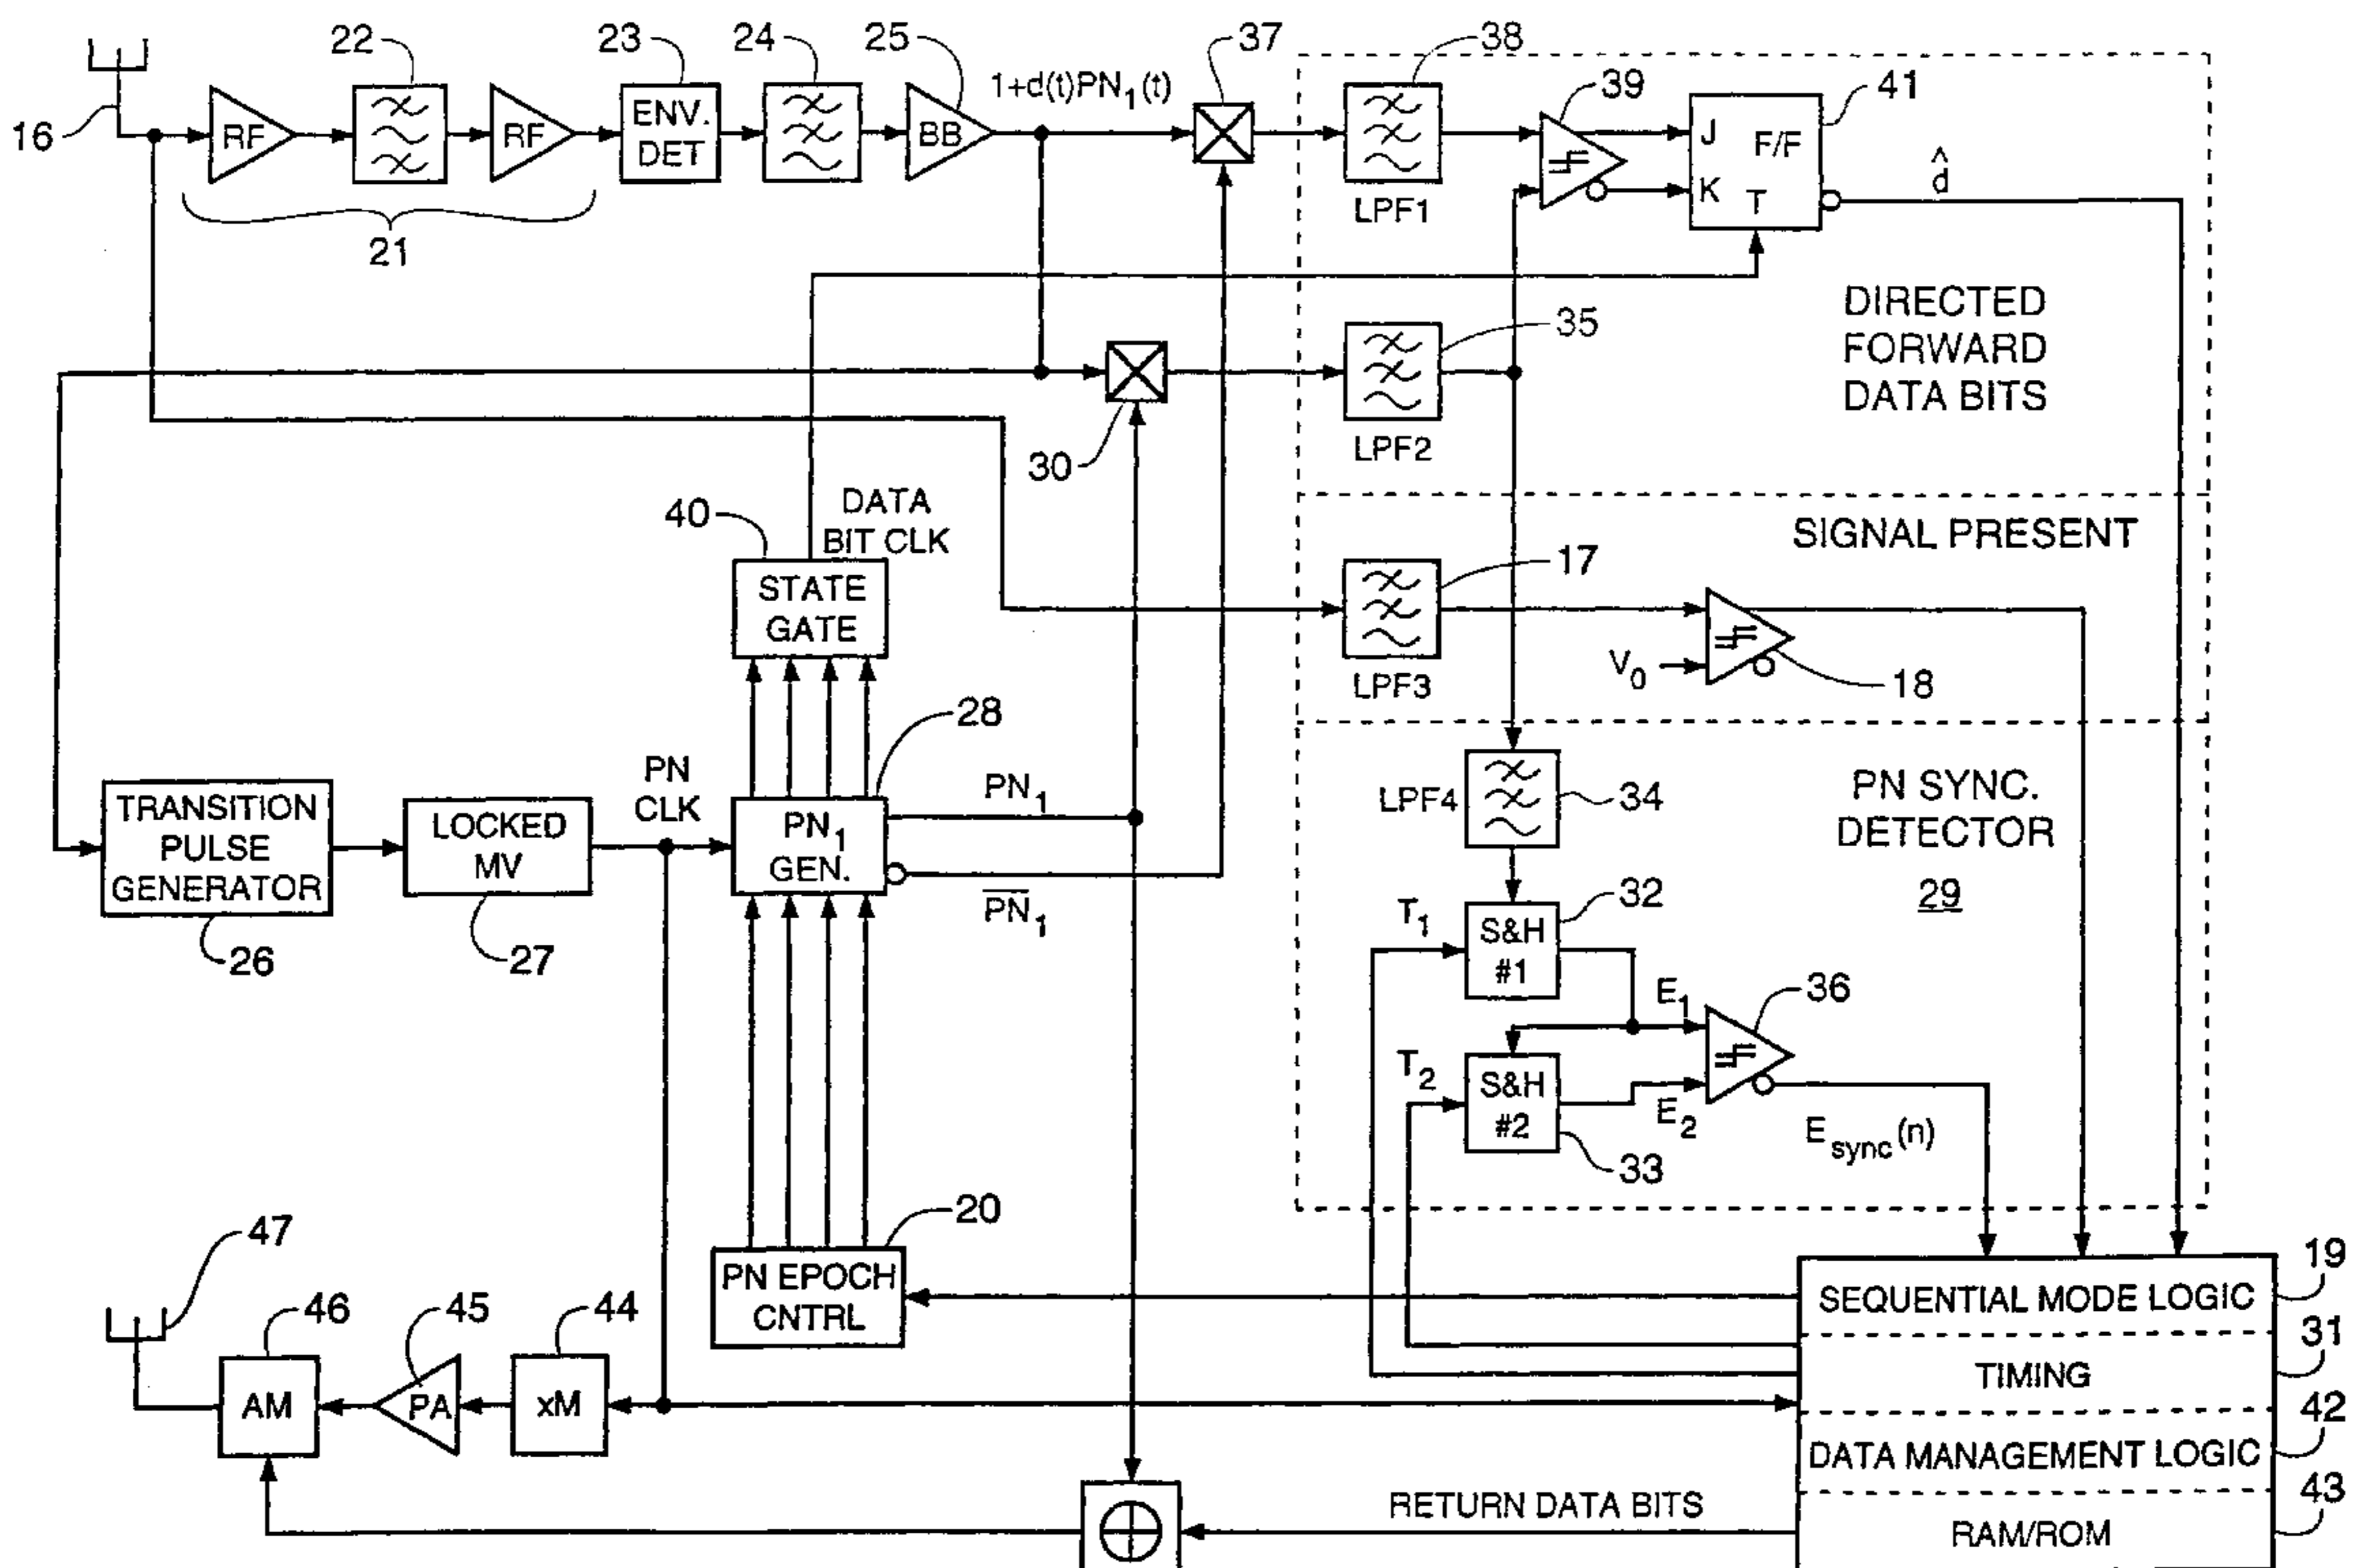 22
23
24
25
37
38
39
41
16
RF
RF
ENV.
DET
BB
1+d(t)PN₁(t)
LPF1
J
K
F/F
T
d̂
21
DIRECTED
FORWARD
DATA BITS
35
LPF2
30
40
DATA
BIT CLK
STATE
GATE
SIGNAL PRESENT
17
LPF3
V₀
18
28
PN
CLK
PN₁
GEN.
PN₁
P̅N̅₁
TRANSITION
PULSE
GENERATOR
26
LOCKED
MV
27
LPF4
34
PN SYNC.
DETECTOR
29
T₁
S&H
#1
32
E₁
36
T₂
S&H
#2
33
E₂
E_sync(n)
20
PN EPOCH
CNTRL
47
46
45
44
AM
PA
xM
SEQUENTIAL MODE LOGIC
19
TIMING
31
DATA MANAGEMENT LOGIC
42
RETURN DATA BITS
RAM/ROM
43